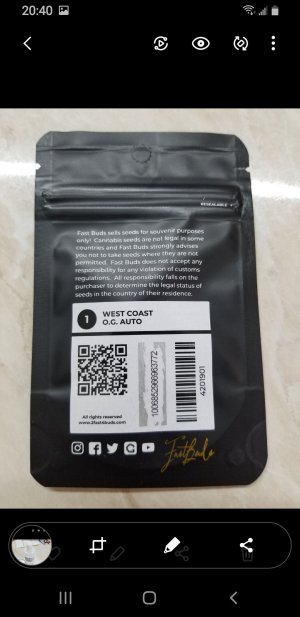 20:40
RESEALABLE
Fast Buds sells seeds for souvenir purposes
only! Cannabis seeds are not legal in some
countries and Fast Buds strongly advises
you not to take seeds where they are not
permitted. Fast Buds does not accept any
responsibility for any violation of customs
regulations. All responsibility falls on the
purchaser to determine the legal status of
seeds in the country of their residence.
1
WEST COAST
O.G. AUTO
All rights reserved
www.2fast4buds.com
1006852966963772
4201901
FastBuds